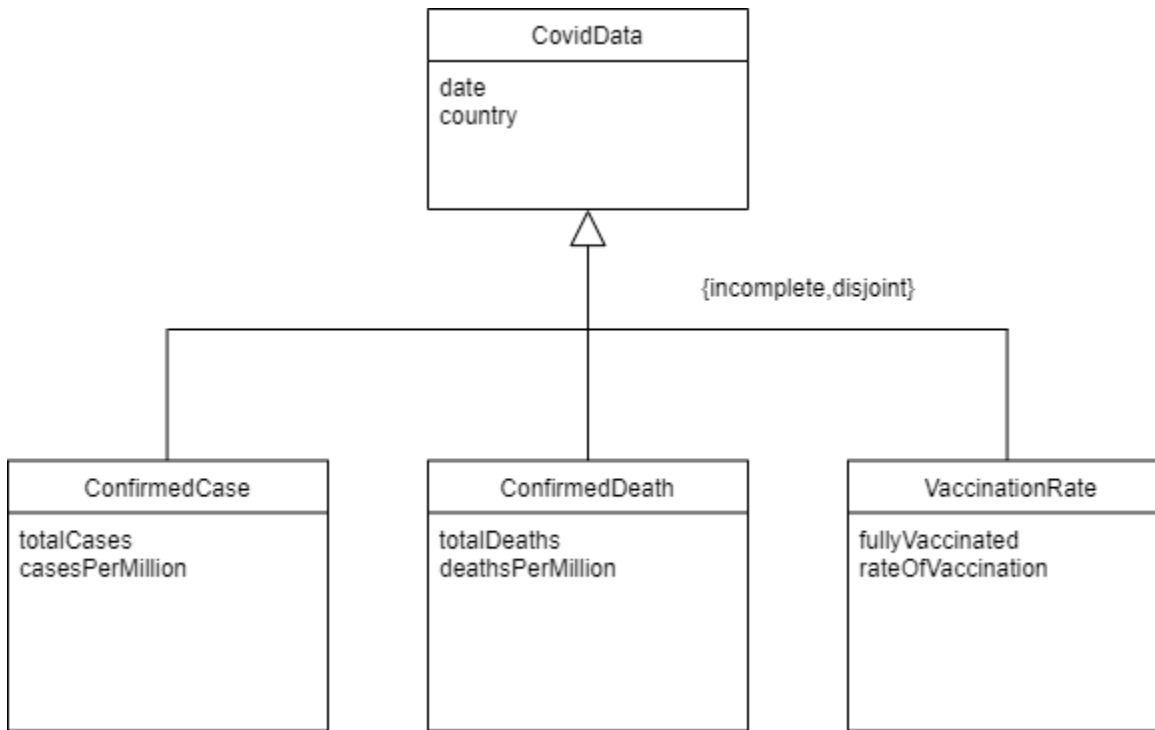 CovidData
date
country
{incomplete,disjoint}
ConfirmedCase
totalCases
casesPerMillion
ConfirmedDeath
totalDeaths
deathsPerMillion
VaccinationRate
fullyVaccinated
rateOfVaccination